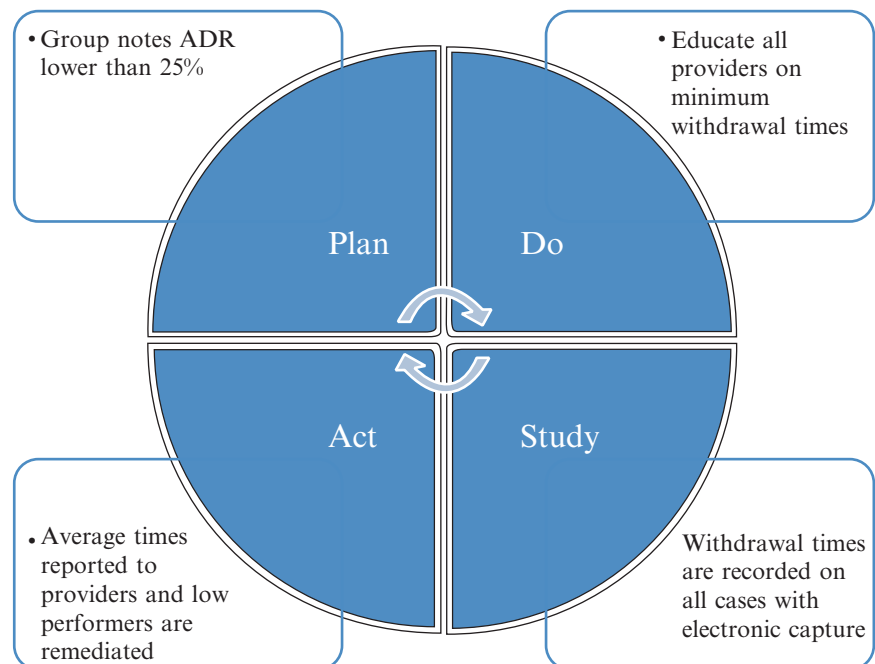 • Group notes ADR
lower than 25%
• Educate all
providers on
minimum
withdrawal times
Plan
Do
Act
Study
• Average times
reported to
providers and low
performers are
remediated
Withdrawal times
are recorded on
all cases with
electronic capture